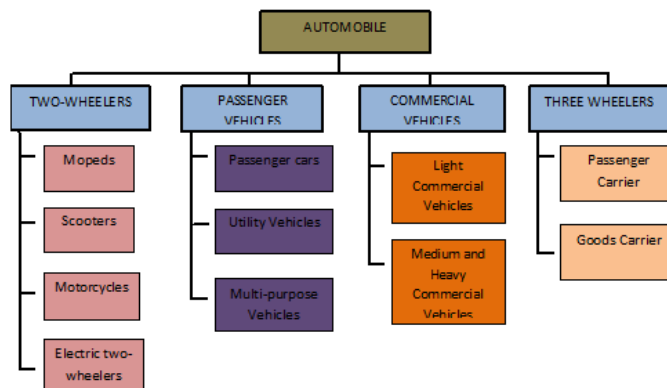 AUTOMOBILE
TWO-WHEELERS
PASSENGER
VEHICLES
COMMERCIAL
VEHICLES
THREE WHEELERS
Mopeds
Scooters
Motorcycles
Electric two-
wheelers
Passenger cars
Utility Vehicles
Multi-purpose
Vehicles
Light
Commercial
Vehicles
Medium and
Heavy
Commercial
Vehicles
Passenger
Carrier
Goods Carrier